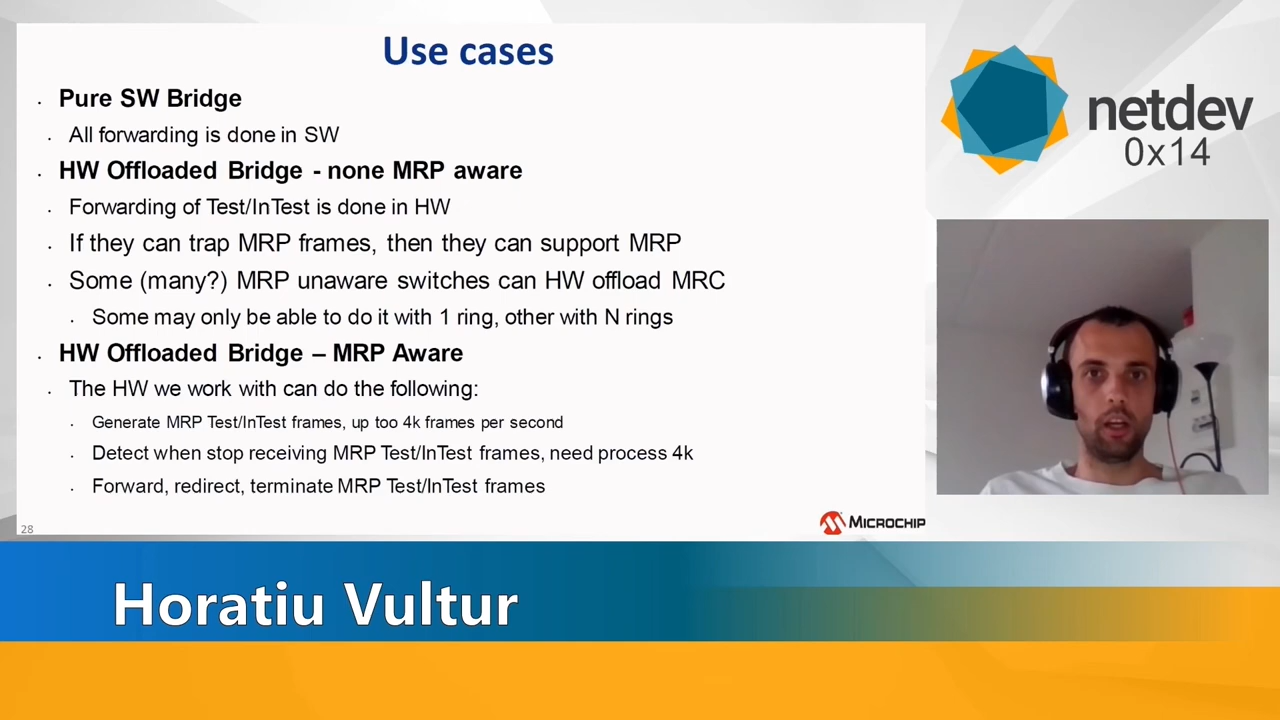 Use cases
Pure SW Bridge
All forwarding is done in SW
HW Offloaded Bridge - none MRP aware
Forwarding of Test/InTest is done in HW
If they can trap MRP frames, then they can support MRP
Some (many?) MRP unaware switches can HW offload MRC
Some may only be able to do it with 1 ring, other with N rings
HW Offloaded Bridge – MRP Aware
The HW we work with can do the following:
Generate MRP Test/InTest frames, up too 4k frames per second
Detect when stop receiving MRP Test/InTest frames, need process 4k
Forward, redirect, terminate MRP Test/InTest frames
28
MICROCHIP
netdev
0x14
Horatiu Vultur